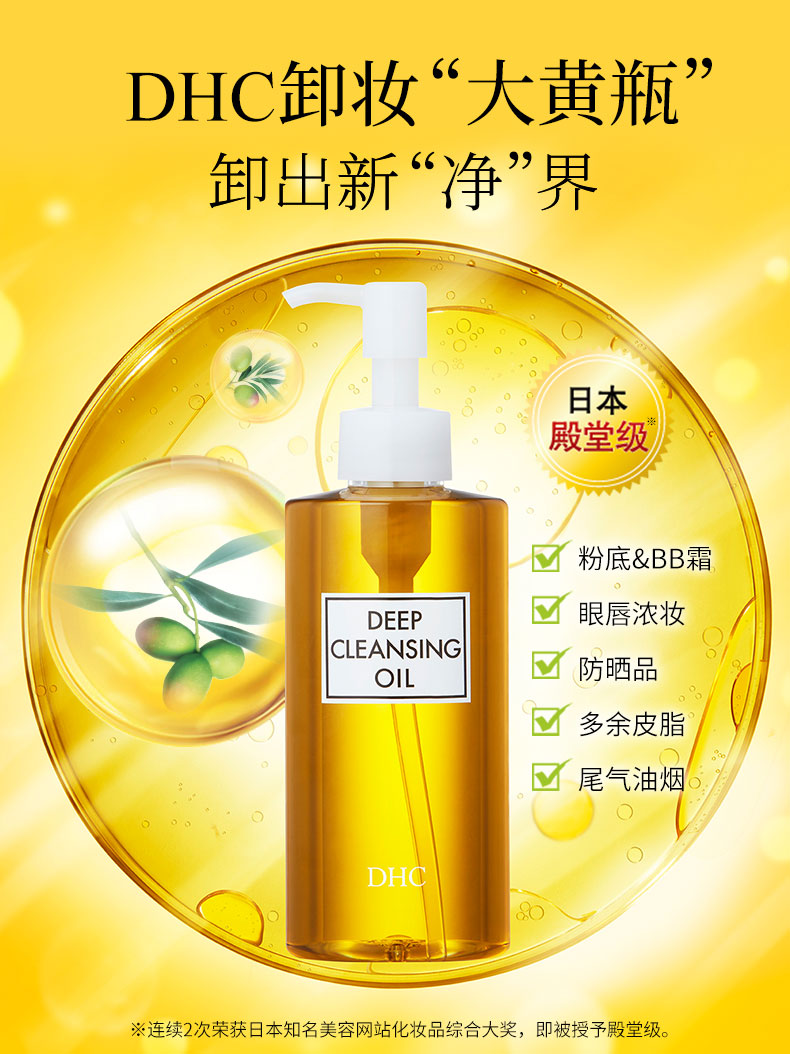 DHC卸妆“大黄瓶”
卸出新“净”界
日本
殿堂级※
粉底&BB霜
眼唇浓妆
防晒品
多余皮脂
尾气油烟
DEEP
CLEANSING
OIL
DHC
※连续2次荣获日本知名美容网站化妆品综合大奖，即被授予殿堂级。